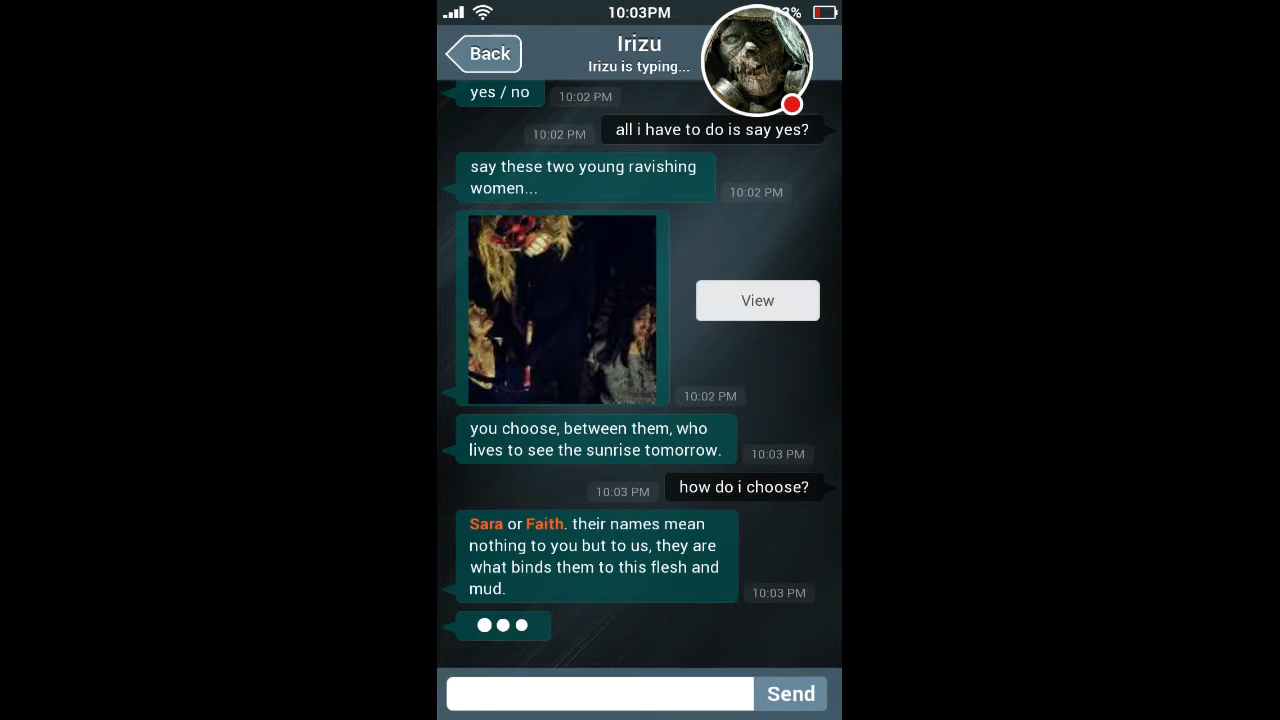 10:03PM
3%
Back
Irizu
Irizu is typing...
yes / no
10:02 PM
all i have to do is say yes?
10:02 PM
say these two young ravishing
women...
10:02 PM
View
10:02 PM
you choose, between them, who
lives to see the sunrise tomorrow.
10:03 PM
how do i choose?
10:03 PM
Sara or Faith. their names mean
nothing to you but to us, they are
what binds them to this flesh and
mud.
10:03 PM
Send